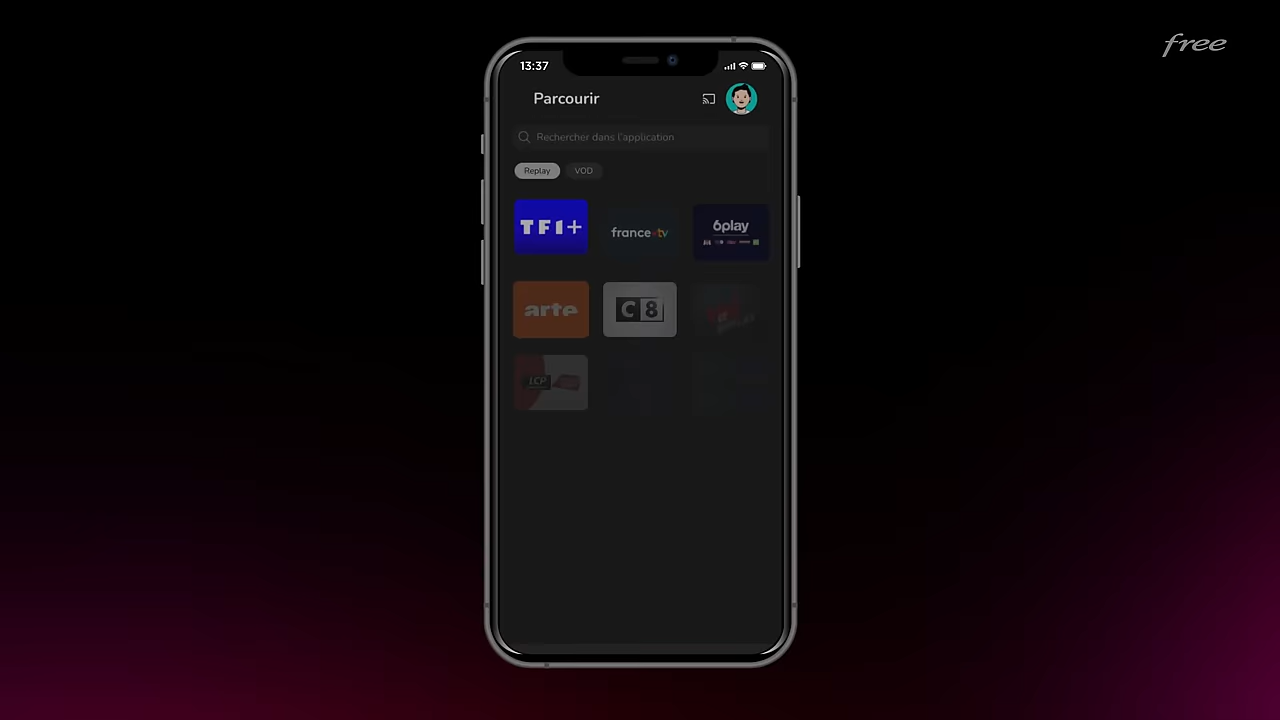 free
13:37
Parcourir
Rechercher dans l'application
Replay VOD
TF1+ france•tv 6play
arte C8
LCP